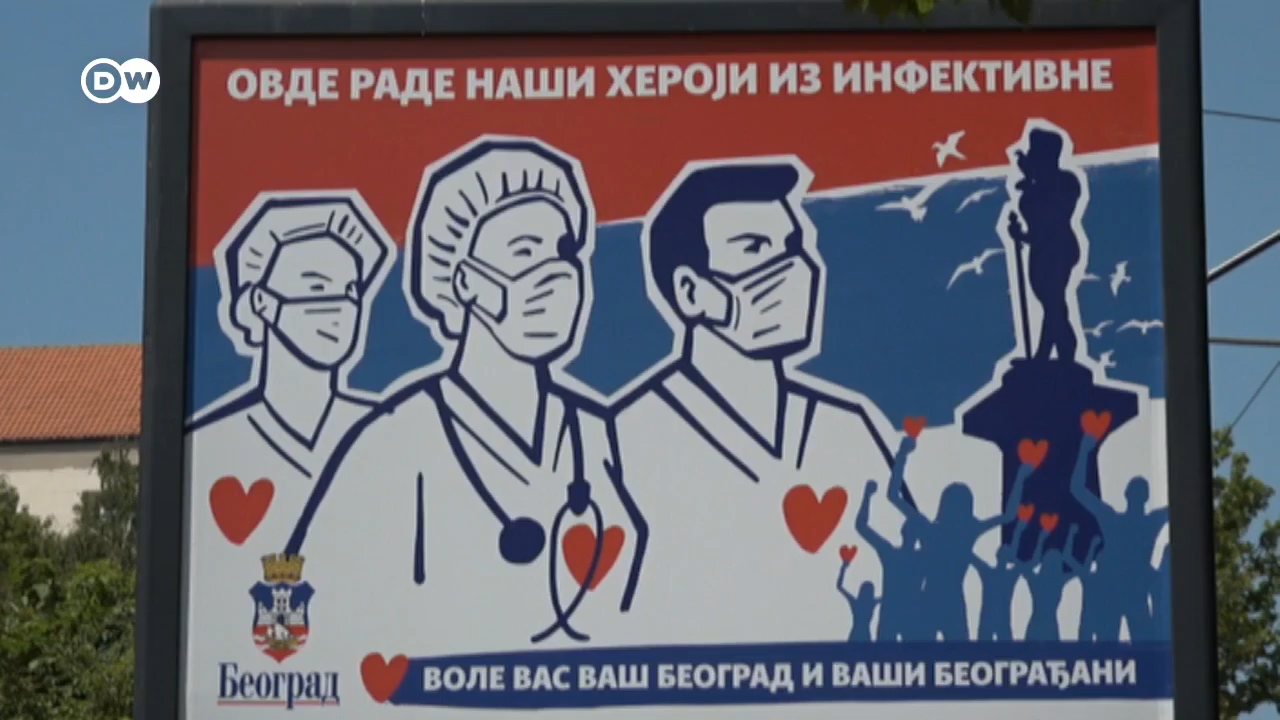 DW
ОВДЕ РАДЕ НАШИ ХЕРОЈИ ИЗ ИНФЕКТИВНЕ
Београд
ВОЛЕ ВАС ВАШ БЕОГРАД И ВАШИ БЕОГРАЂАНИ